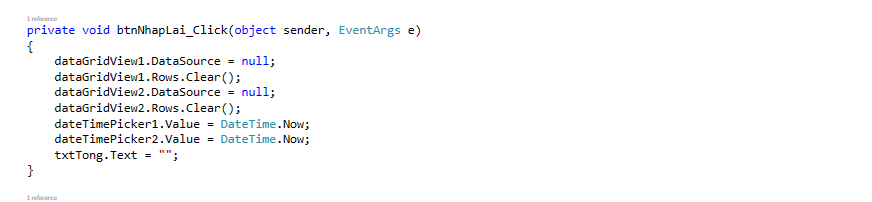 1 reference
private void btnNhapLai_Click(object sender, EventArgs e)
{
    dataGridView1.DataSource = null;
    dataGridView1.Rows.Clear();
    dataGridView2.DataSource = null;
    dataGridView2.Rows.Clear();
    dateTimePicker1.Value = DateTime.Now;
    dateTimePicker2.Value = DateTime.Now;
    txtTong.Text = "";
}
1 reference